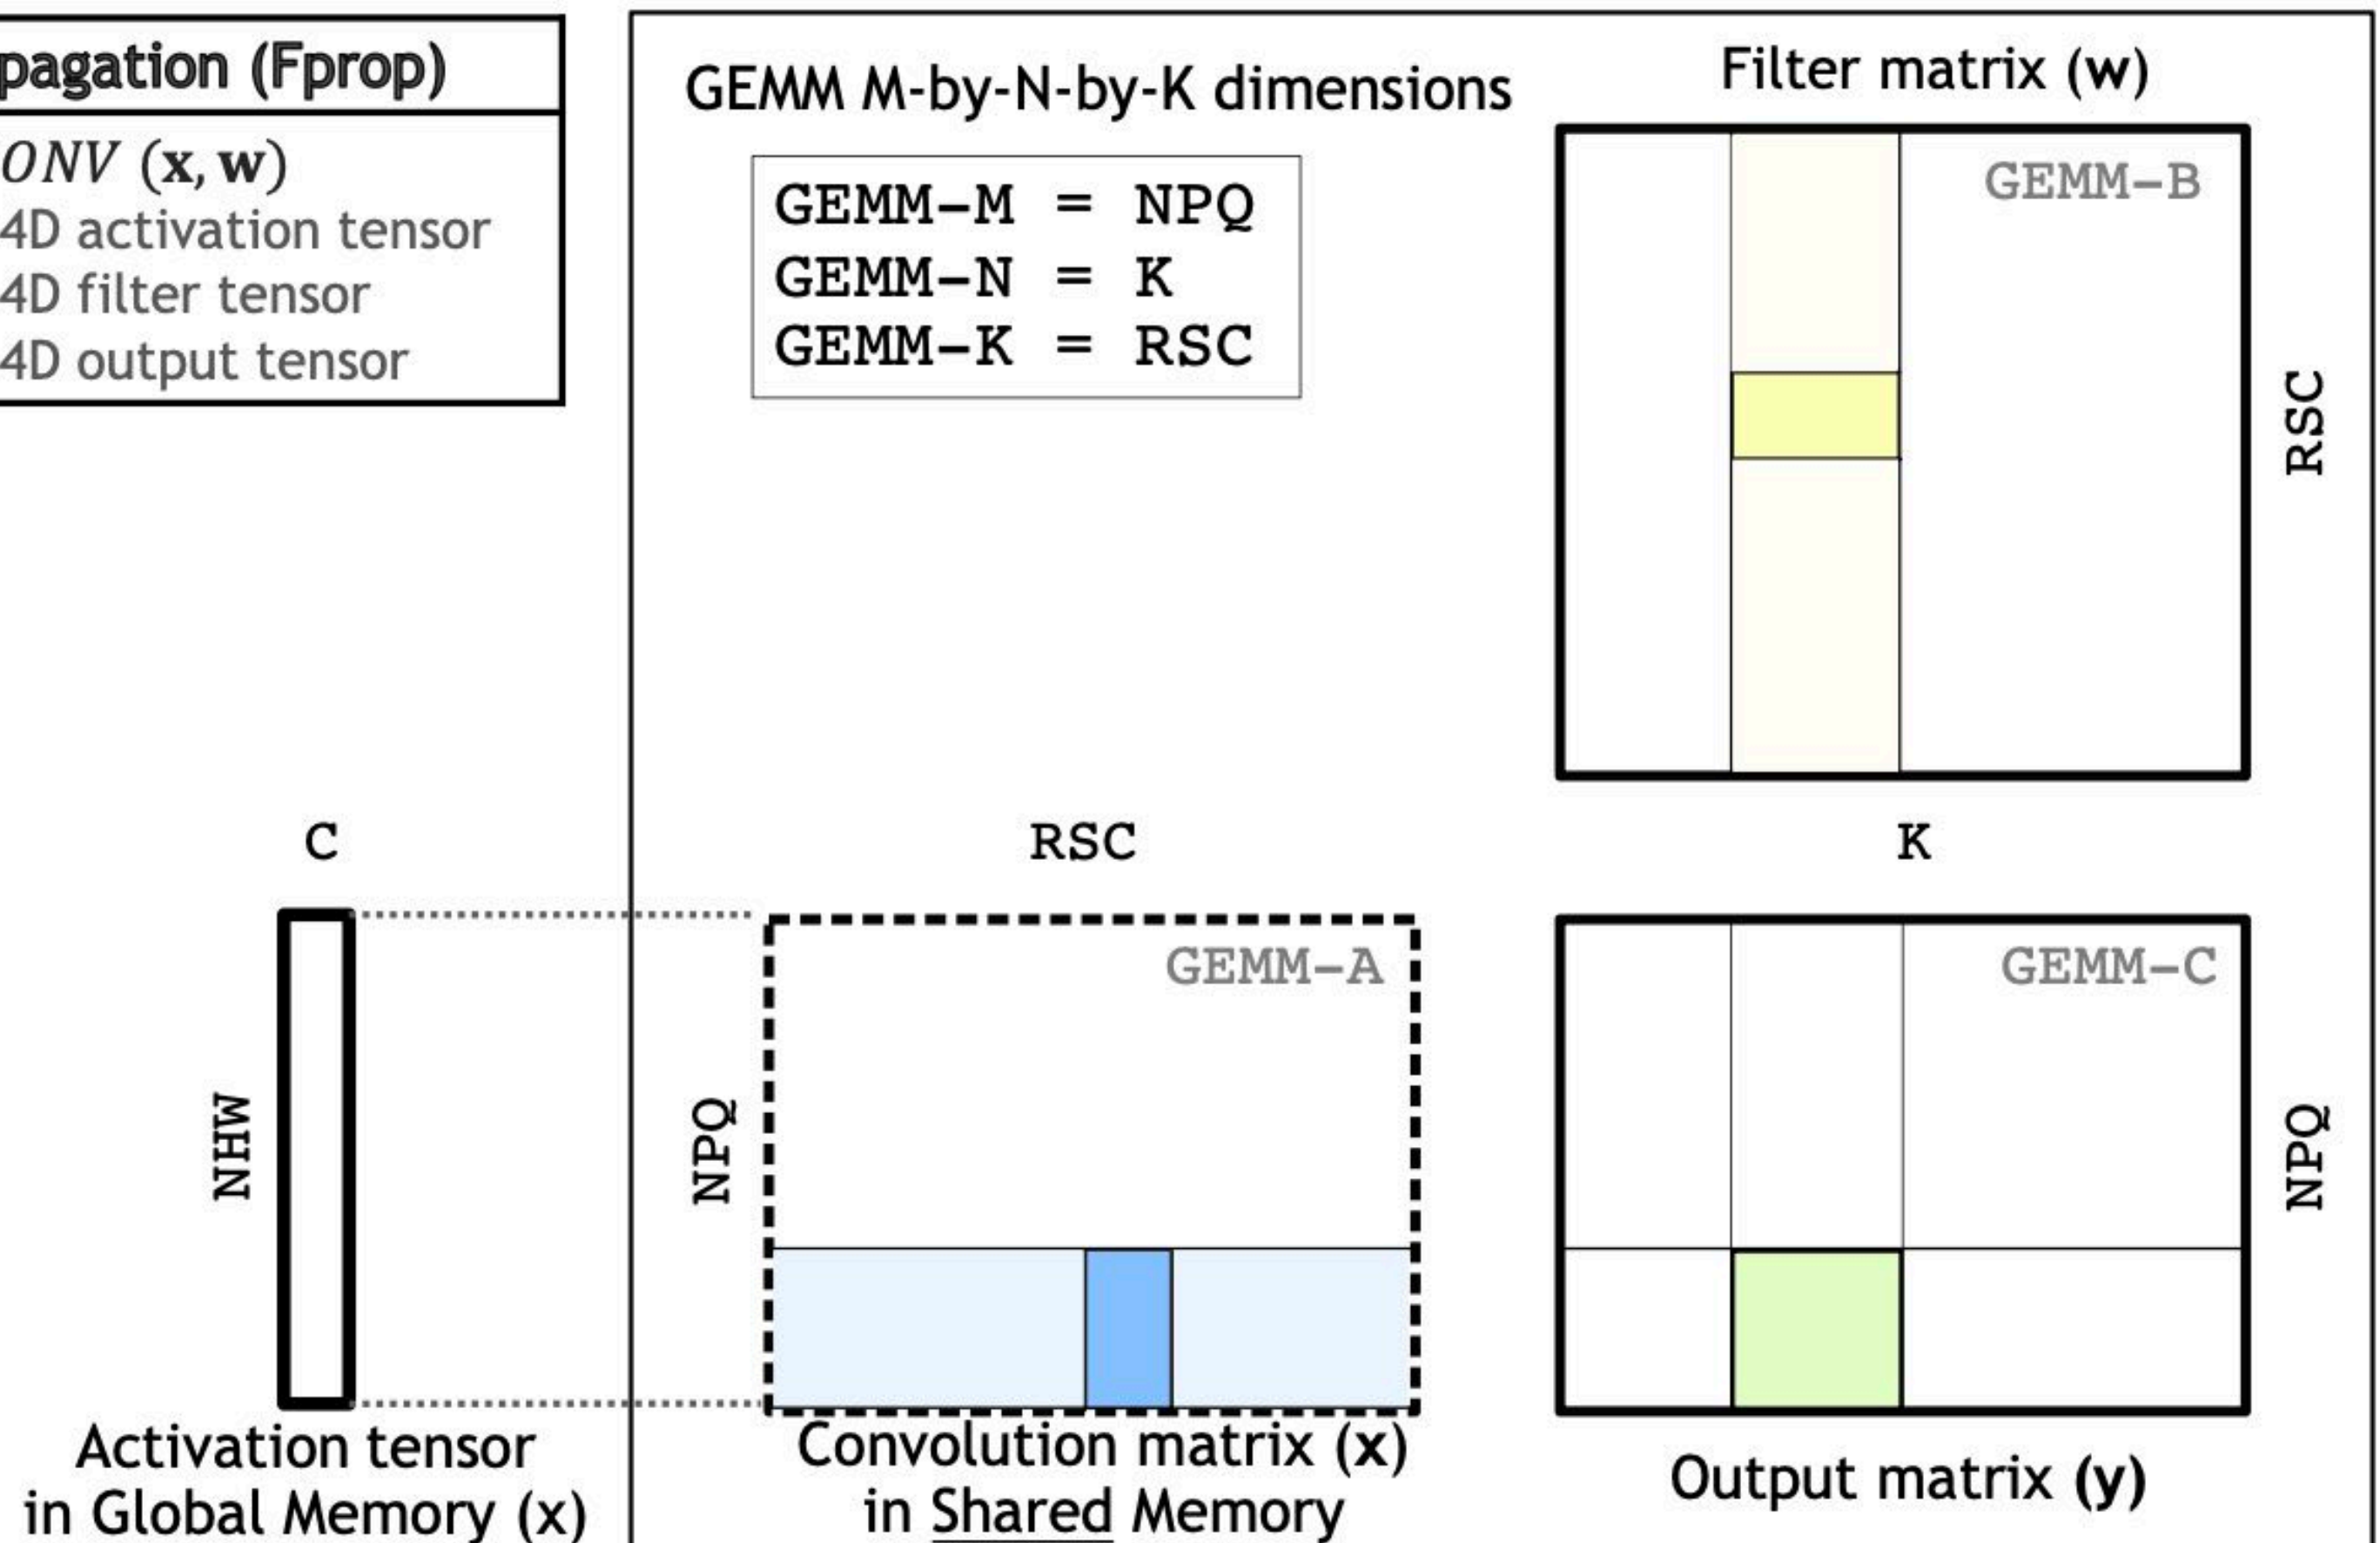 pagation (Fprop)
ONV (x, w)
4D activation tensor
4D filter tensor
4D output tensor
GEMM M-by-N-by-K dimensions
GEMM-M = NPQ
GEMM-N = K
GEMM-K = RSC
Filter matrix (w)
GEMM-B
RSC
C
RSC
K
NHW
NPQ
GEMM-A
GEMM-C
NPQ
Activation tensor
in Global Memory (x)
Convolution matrix (x)
in Shared Memory
Output matrix (y)